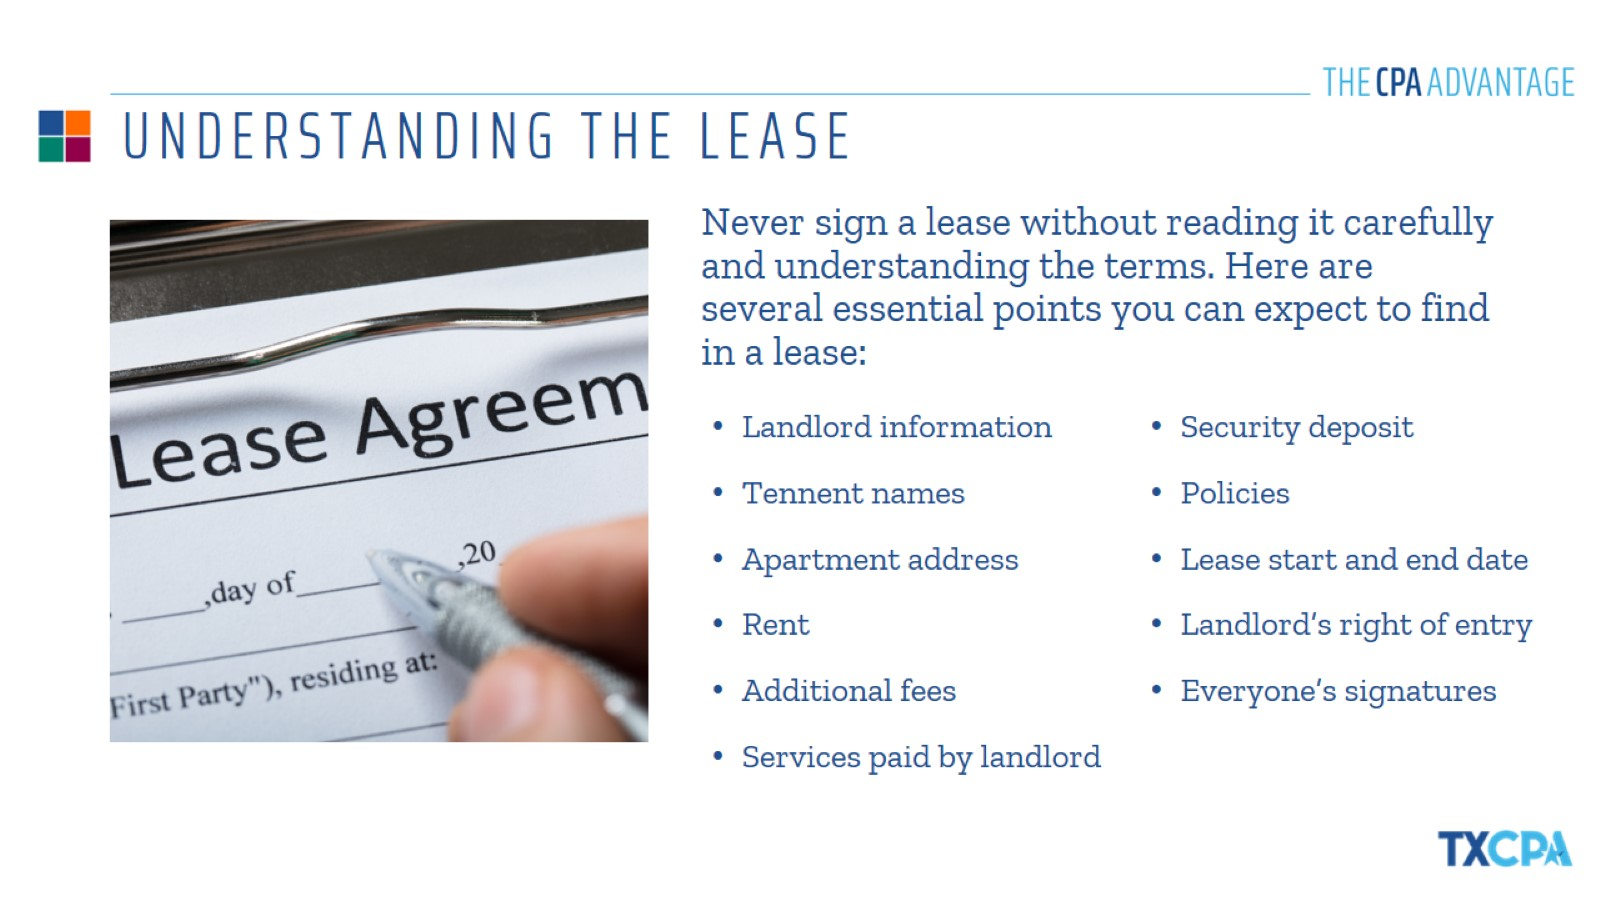 THE CPA ADVANTAGE
UNDERSTANDING THE LEASE
Never sign a lease without reading it carefully
and understanding the terms. Here are
several essential points you can expect to find
in a lease:
• Landlord information
• Tennent names
• Apartment address
• Rent
• Additional fees
• Services paid by landlord
• Security deposit
• Policies
• Lease start and end date
• Landlord’s right of entry
• Everyone’s signatures
Lease Agreem
,day of ,20
First Party"), residing at:
TXCPA